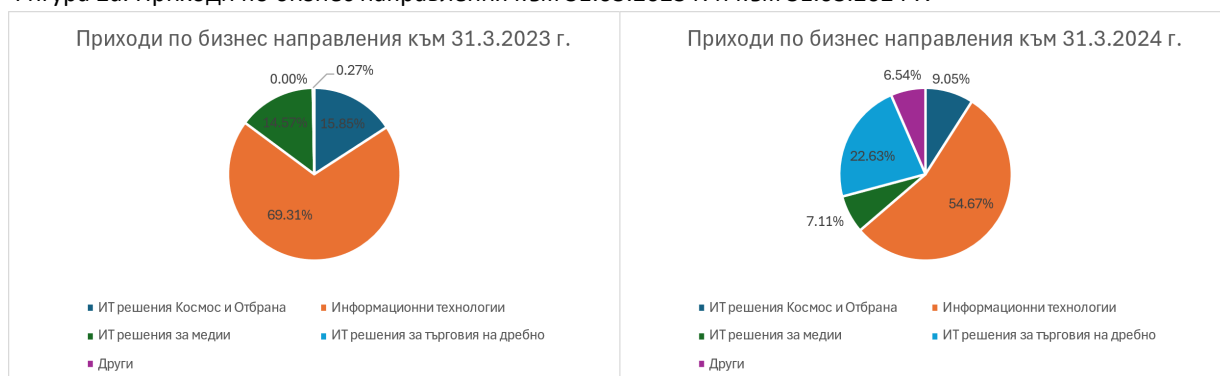 Приходи по бизнес направления към 31.3.2023 г.
0.00%
0.27%
14.57%
15.85%
69.31%
ИТ решения Космос и Отбрана
Информационни технологии
ИТ решения за медии
ИТ решения за търговия на дребно
Други
Приходи по бизнес направления към 31.3.2024 г.
6.54%
9.05%
22.63%
54.67%
7.11%
ИТ решения Космос и Отбрана
Информационни технологии
ИТ решения за медии
ИТ решения за търговия на дребно
Други